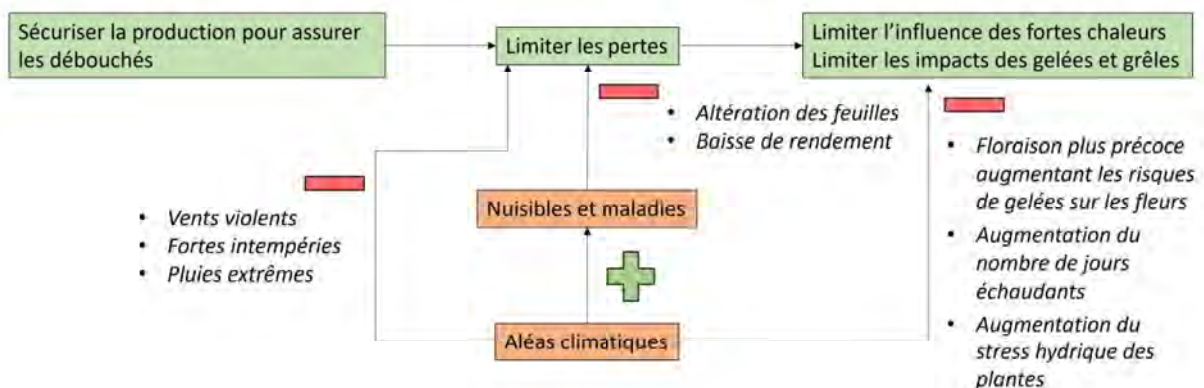 Sécuriser la production pour assurer
les débouchés
Limiter les pertes
Limiter l’influence des fortes chaleurs
Limiter les impacts des gelées et grêles
• Altération des feuilles
• Baisse de rendement
• Floraison plus précoce
augmentant les risques
de gelées sur les fleurs
• Augmentation du
nombre de jours
échaudants
• Augmentation du
stress hydrique des
plantes
• Vents violents
• Fortes intempéries
• Pluies extrêmes
Nuisibles et maladies
Aléas climatiques